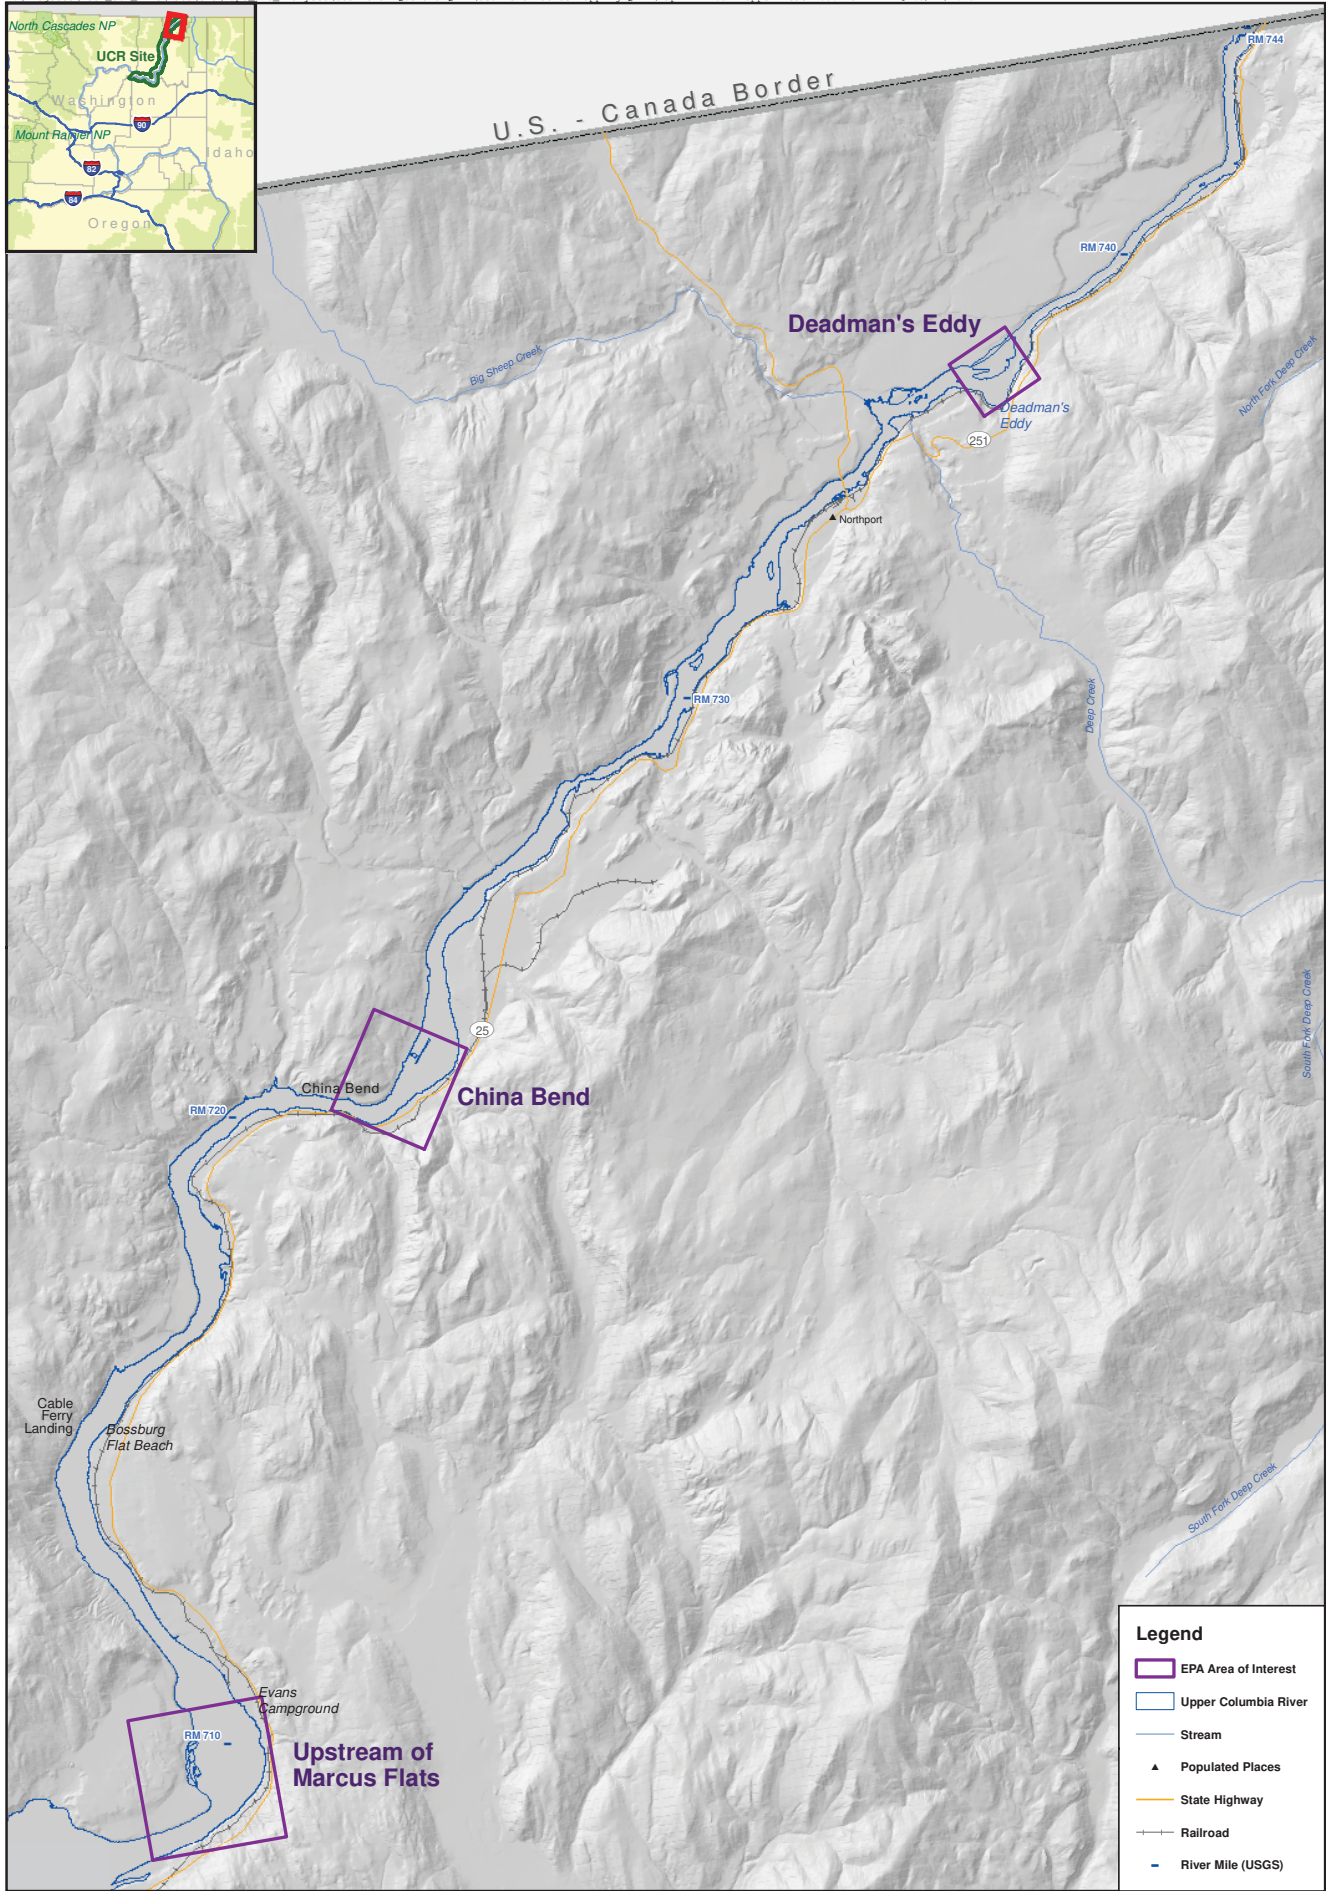 North Cascades NP
UCR Site
Washington
90
Mount Rainier NP
Idaho
82
84
Oregon
U.S. - Canada Border
RM 744
RM 740
Deadman's Eddy
Big Sheep Creek
North Fork Deep Creek
Deadman's
Eddy
251
Northport
RM 730
Deep Creek
South Fork Deep Creek
25
China Bend
China Bend
RM 720
Cable
Ferry
Landing
Bossburg
Flat Beach
South Fork Deep Creek
Evans
Campground
RM 710
Upstream of
Marcus Flats
Legend
EPA Area of Interest
Upper Columbia River
Stream
Populated Places
State Highway
Railroad
River Mile (USGS)